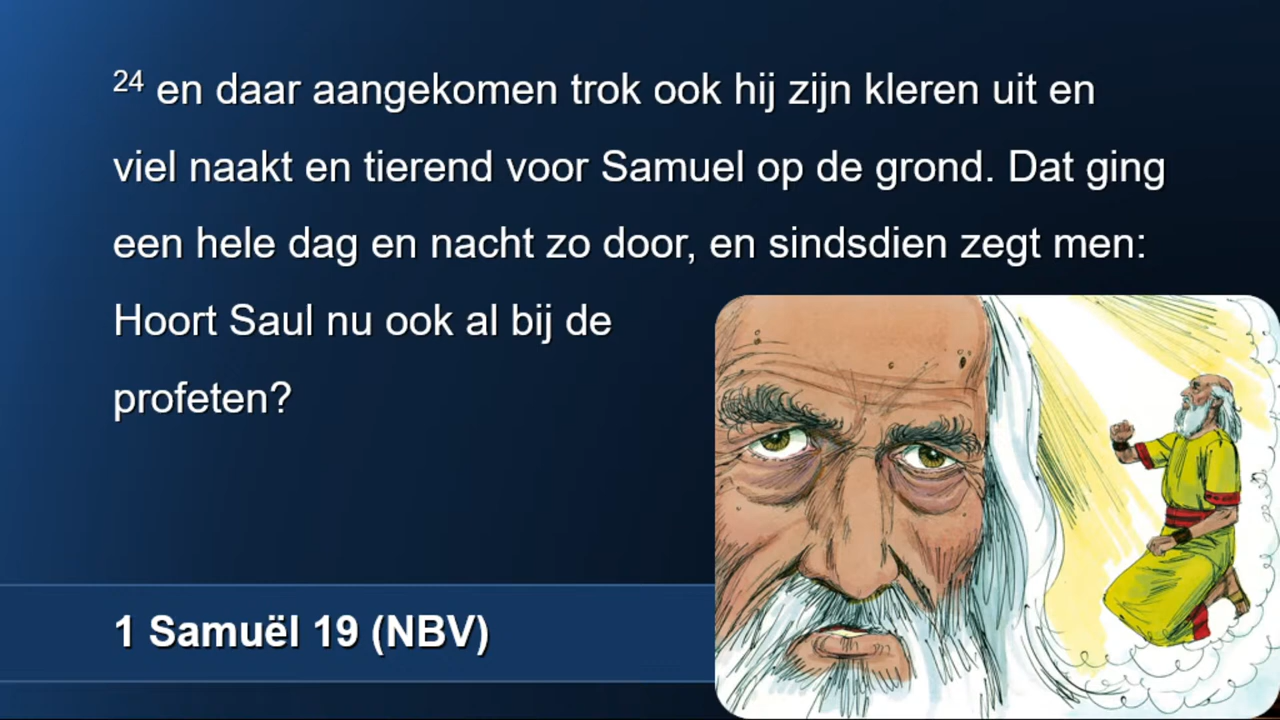 24 en daar aangekomen trok ook hij zijn kleren uit en
viel naakt en tierend voor Samuel op de grond. Dat ging
een hele dag en nacht zo door, en sindsdien zegt men:
Hoort Saul nu ook al bij de
profeten?
1 Samuël 19 (NBV)